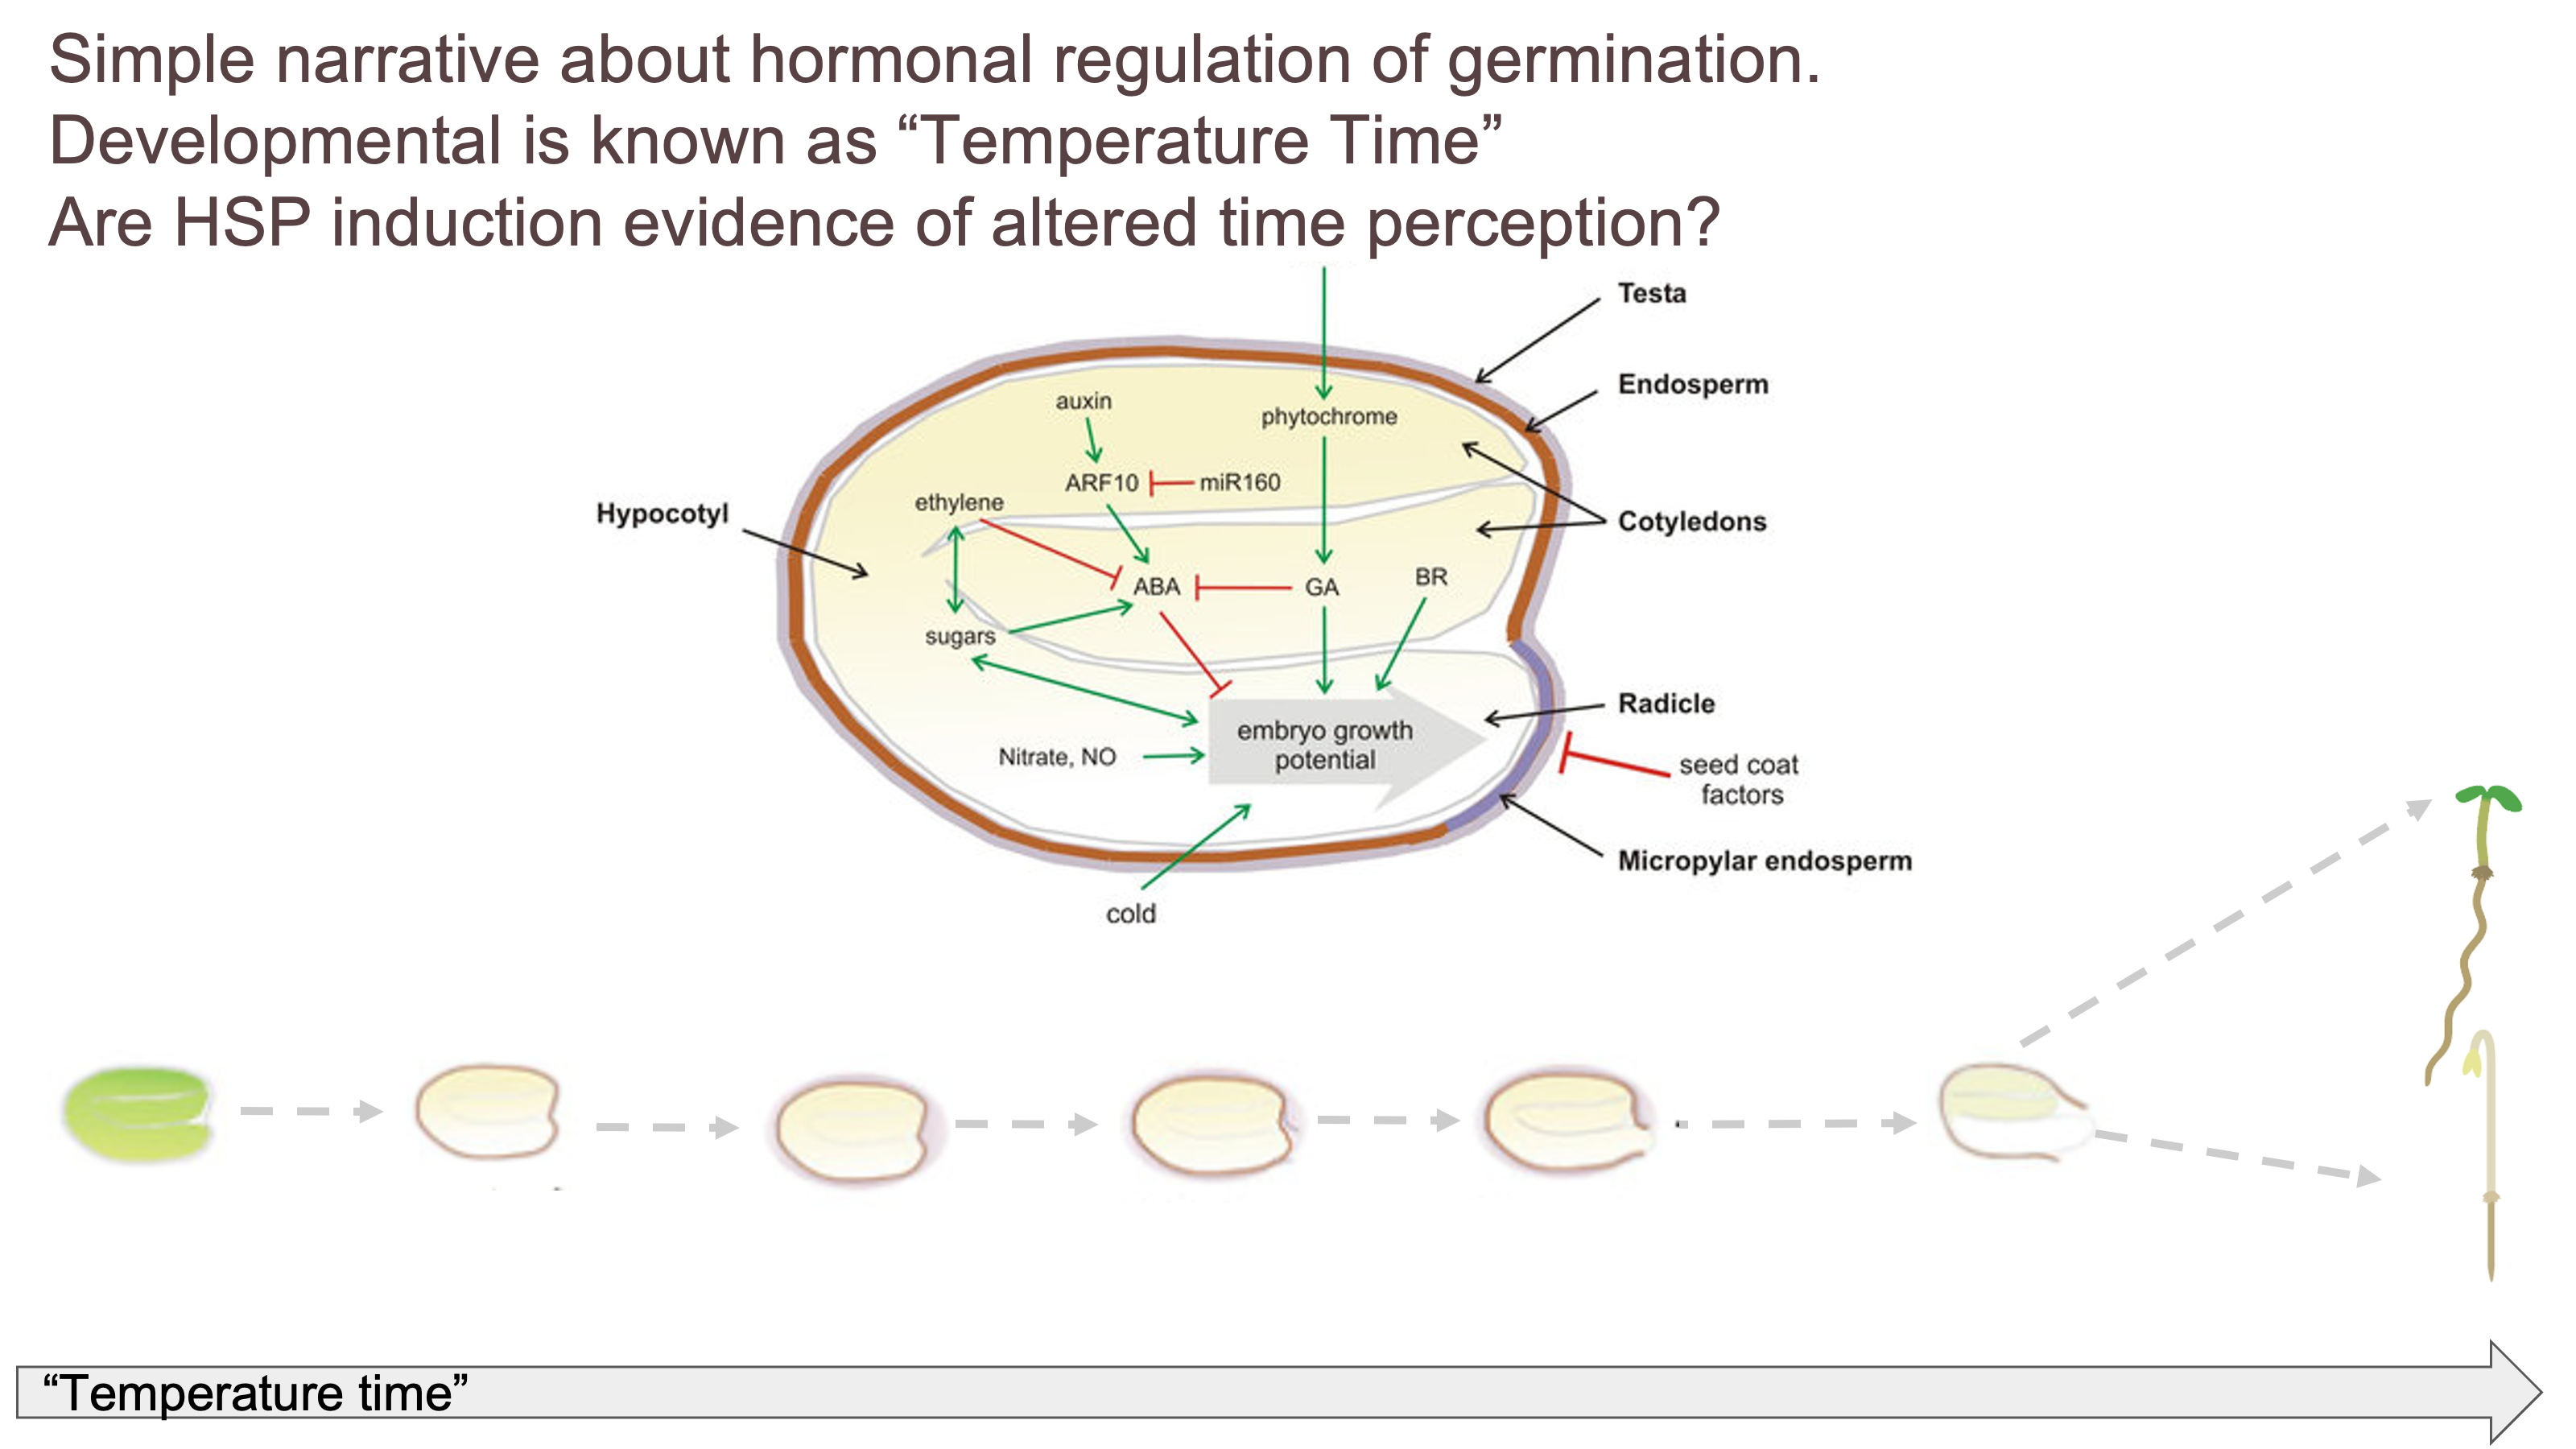 Simple narrative about hormonal regulation of germination.
Developmental is known as “Temperature Time”
Are HSP induction evidence of altered time perception?
Testa
Endosperm
auxin
phytochrome
ARF10
miR160
ethylene
Hypocotyl
Cotyledons
ABA
GA
BR
sugars
Radicle
embryo growth
potential
Nitrate, NO
seed coat
factors
Micropylar endosperm
cold
“Temperature time”